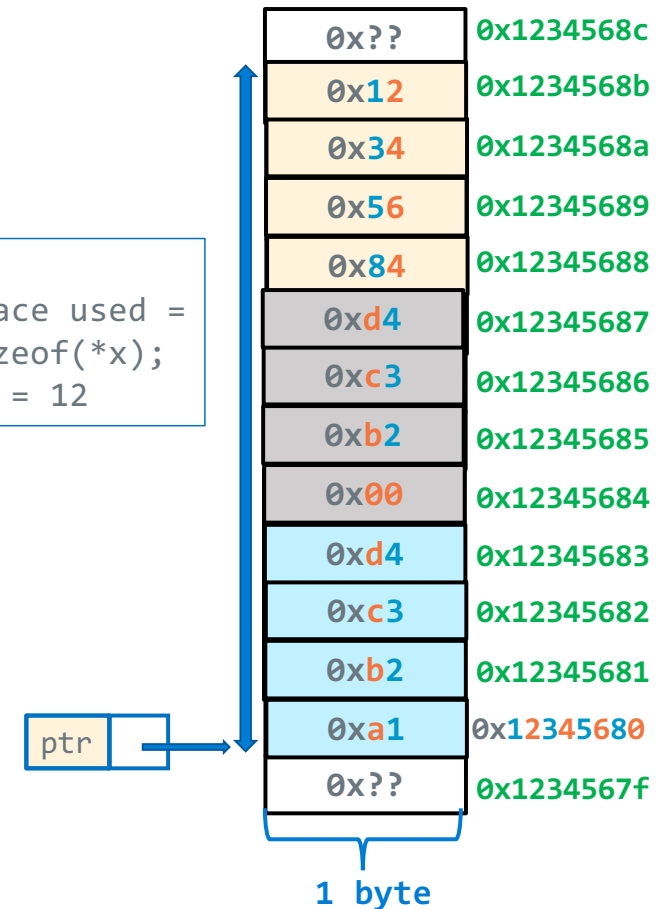 0x?? 0x1234568c
0x12 0x1234568b
0x34 0x1234568a
0x56 0x12345689
0x84 0x12345688
ace used =
zeof(*x);
= 12
0xd4 0x12345687
0xc3 0x12345686
0xb2 0x12345685
0x00 0x12345684
0xd4 0x12345683
0xc3 0x12345682
0xb2 0x12345681
ptr 0xa1 0x12345680
0x?? 0x1234567f
1 byte